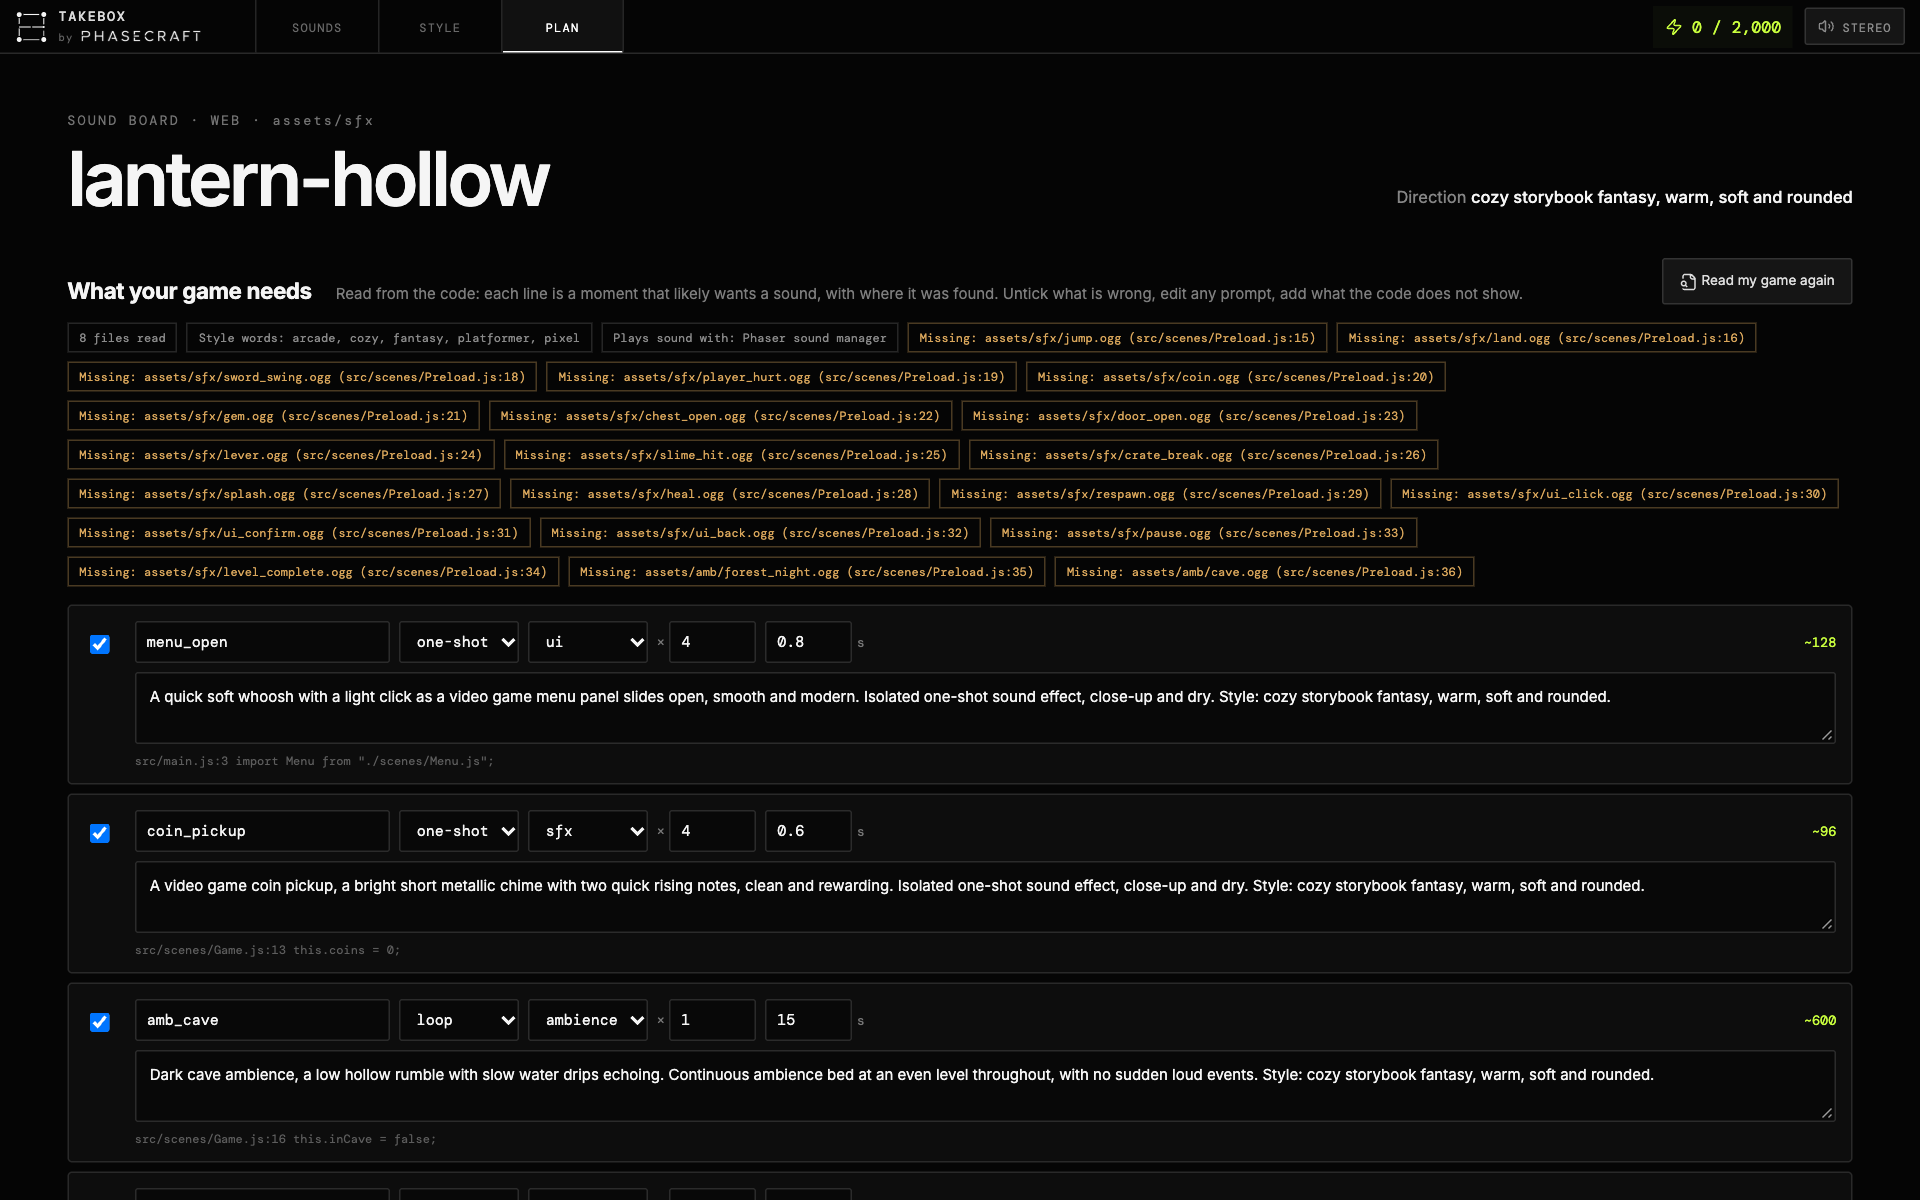 TAKEBOX
by PHASECRAFT
SOUNDS
STYLE
PLAN
0 / 2,000
STEREO
SOUND BOARD · WEB · assets/sfx
lantern-hollow
Direction cozy storybook fantasy, warm, soft and rounded
What your game needs
Read from the code: each line is a moment that likely wants a sound, with where it was found. Untick what is wrong, edit any prompt, add what the code does not show.
Read my game again
8 files read
Style words: arcade, cozy, fantasy, platformer, pixel
Plays sound with: Phaser sound manager
Missing: assets/sfx/jump.ogg (src/scenes/Preload.js:15)
Missing: assets/sfx/land.ogg (src/scenes/Preload.js:16)
Missing: assets/sfx/sword_swing.ogg (src/scenes/Preload.js:18)
Missing: assets/sfx/player_hurt.ogg (src/scenes/Preload.js:19)
Missing: assets/sfx/coin.ogg (src/scenes/Preload.js:20)
Missing: assets/sfx/gem.ogg (src/scenes/Preload.js:21)
Missing: assets/sfx/chest_open.ogg (src/scenes/Preload.js:22)
Missing: assets/sfx/door_open.ogg (src/scenes/Preload.js:23)
Missing: assets/sfx/lever.ogg (src/scenes/Preload.js:24)
Missing: assets/sfx/slime_hit.ogg (src/scenes/Preload.js:25)
Missing: assets/sfx/crate_break.ogg (src/scenes/Preload.js:26)
Missing: assets/sfx/splash.ogg (src/scenes/Preload.js:27)
Missing: assets/sfx/heal.ogg (src/scenes/Preload.js:28)
Missing: assets/sfx/respawn.ogg (src/scenes/Preload.js:29)
Missing: assets/sfx/ui_click.ogg (src/scenes/Preload.js:30)
Missing: assets/sfx/ui_confirm.ogg (src/scenes/Preload.js:31)
Missing: assets/sfx/ui_back.ogg (src/scenes/Preload.js:32)
Missing: assets/sfx/pause.ogg (src/scenes/Preload.js:33)
Missing: assets/sfx/level_complete.ogg (src/scenes/Preload.js:34)
Missing: assets/amb/forest_night.ogg (src/scenes/Preload.js:35)
Missing: assets/amb/cave.ogg (src/scenes/Preload.js:36)
menu_open one-shot ui × 4 0.8 s ~128
A quick soft whoosh with a light click as a video game menu panel slides open, smooth and modern. Isolated one-shot sound effect, close-up and dry. Style: cozy storybook fantasy, warm, soft and rounded.
src/main.js:3 import Menu from "./scenes/Menu.js";
coin_pickup one-shot sfx × 4 0.6 s ~96
A video game coin pickup, a bright short metallic chime with two quick rising notes, clean and rewarding. Isolated one-shot sound effect, close-up and dry. Style: cozy storybook fantasy, warm, soft and rounded.
src/scenes/Game.js:13 this.coins = 0;
amb_cave loop ambience × 1 15 s ~600
Dark cave ambience, a low hollow rumble with slow water drips echoing. Continuous ambience bed at an even level throughout, with no sudden loud events. Style: cozy storybook fantasy, warm, soft and rounded.
src/scenes/Game.js:16 this.inCave = false;